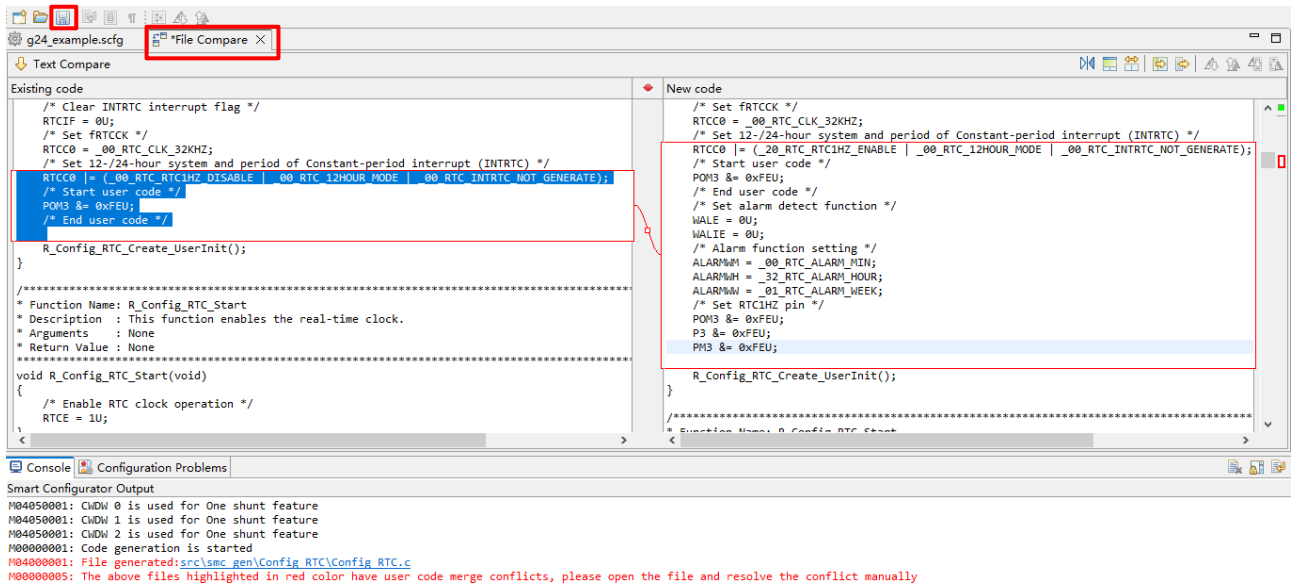 g24_example.scfg
*File Compare
Text Compare
Existing code
/* Clear INTRTC interrupt flag */
RTCIF = 0U;
/* Set fRTCCK */
RTCC0 = _00_RTC_CLK_32KHZ;
/* Set 12-/24-hour system and period of Constant-period interrupt (INTRTC) */
RTCC0 |= (_00_RTC_RTC1HZ_DISABLE | _00_RTC_12HOUR_MODE | _00_RTC_INTRTC_NOT_GENERATE);
/* Start user code */
POM3 &= 0xFEU;
/* End user code */
R_Config_RTC_Create_UserInit();
}
/***********************************************************************************
* Function Name: R_Config_RTC_Start
* Description  : This function enables the real-time clock.
* Arguments    : None
* Return Value : None
***********************************************************************************
void R_Config_RTC_Start(void)
{
/* Enable RTC clock operation */
RTCE = 1U;
New code
/* Set fRTCCK */
RTCC0 = _00_RTC_CLK_32KHZ;
/* Set 12-/24-hour system and period of Constant-period interrupt (INTRTC) */
RTCC0 |= (_20_RTC_RTC1HZ_ENABLE | _00_RTC_12HOUR_MODE | _00_RTC_INTRTC_NOT_GENERATE);
/* Start user code */
POM3 &= 0xFEU;
/* End user code */
/* Set alarm detect function */
WALE = 0U;
WALIE = 0U;
/* Alarm function setting */
ALARMWM = _00_RTC_ALARM_MIN;
ALARMWH = _32_RTC_ALARM_HOUR;
ALARMWW = _01_RTC_ALARM_WEEK;
/* Set RTC1HZ pin */
POM3 &= 0xFEU;
P3 &= 0xFEU;
PM3 &= 0xFEU;
R_Config_RTC_Create_UserInit();
}
/*******************************************************************************
* Function Name: R_Config_RTC_Start
Console
Configuration Problems
Smart Configurator Output
M04050001: CWDW 0 is used for One shunt feature
M04050001: CWDW 1 is used for One shunt feature
M04050001: CWDW 2 is used for One shunt feature
M00000001: Code generation is started
M04000001: File generated:src\smc_gen\Config_RTC\Config_RTC.c
M00000005: The above files highlighted in red color have user code merge conflicts, please open the file and resolve the conflict manually